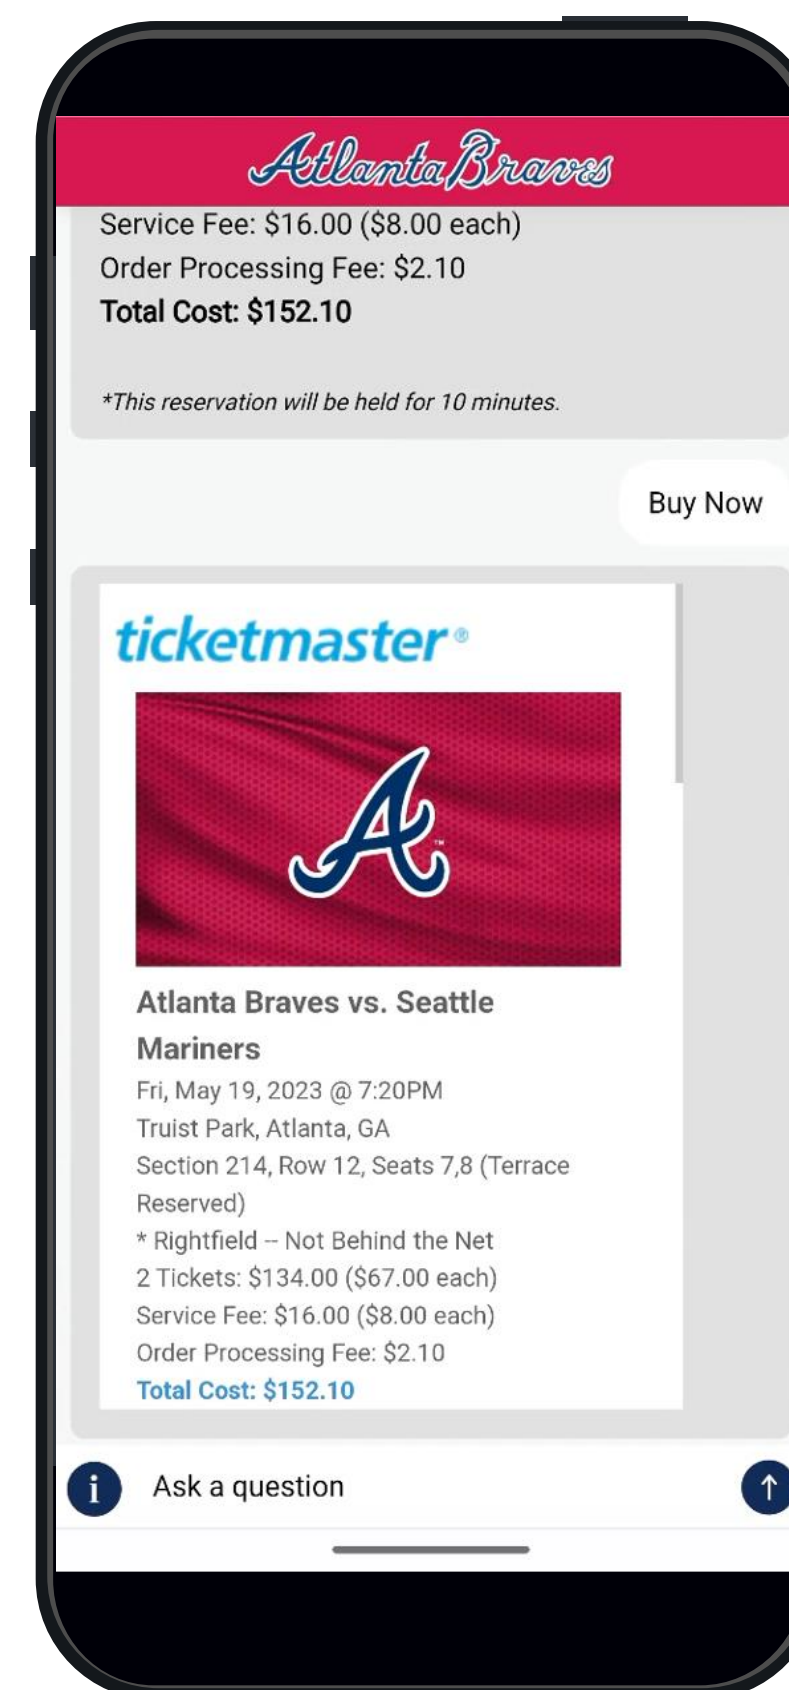 Atlanta Braves
Service Fee: $16.00 ($8.00 each)
Order Processing Fee: $2.10
Total Cost: $152.10
*This reservation will be held for 10 minutes.
Buy Now
ticketmaster®
A™
Atlanta Braves vs. Seattle
Mariners
Fri, May 19, 2023 @ 7:20PM
Truist Park, Atlanta, GA
Section 214, Row 12, Seats 7,8 (Terrace
Reserved)
* Rightfield -- Not Behind the Net
2 Tickets: $134.00 ($67.00 each)
Service Fee: $16.00 ($8.00 each)
Order Processing Fee: $2.10
Total Cost: $152.10
i Ask a question